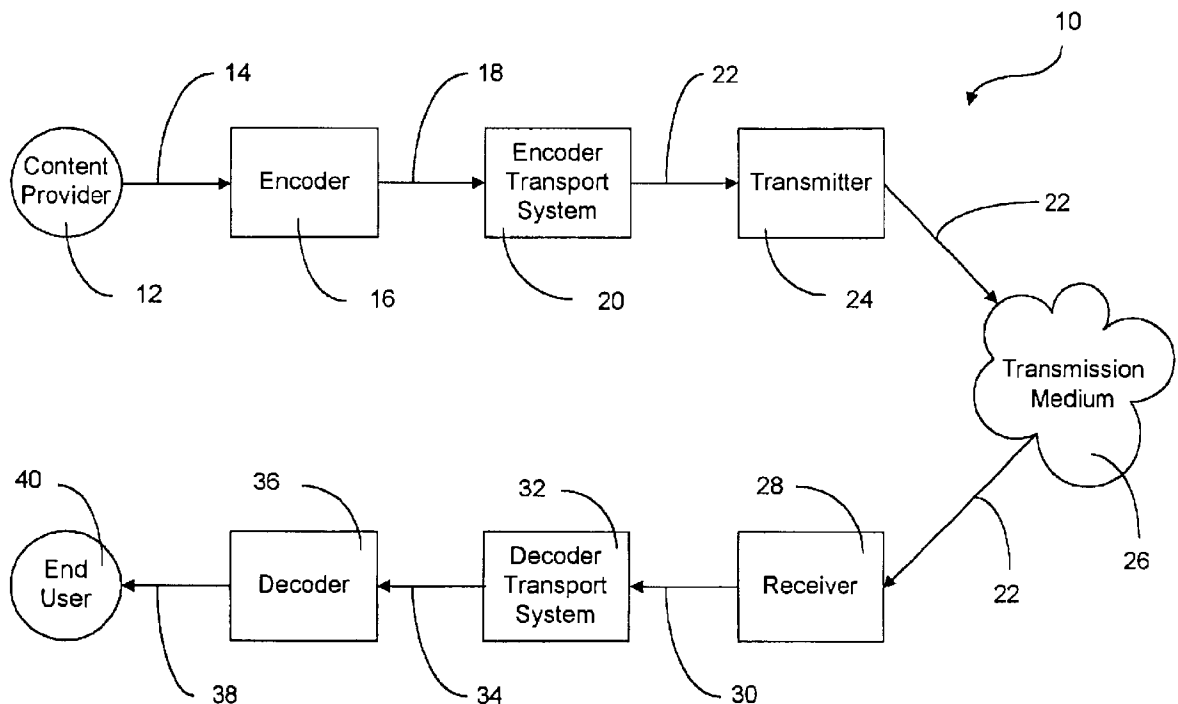 10
14
18
22
Content
Provider
Encoder
Encoder
Transport
System
Transmitter
22
12
16
20
24
Transmission
Medium
40
36
32
28
26
End
User
Decoder
Decoder
Transport
System
Receiver
22
38
34
30